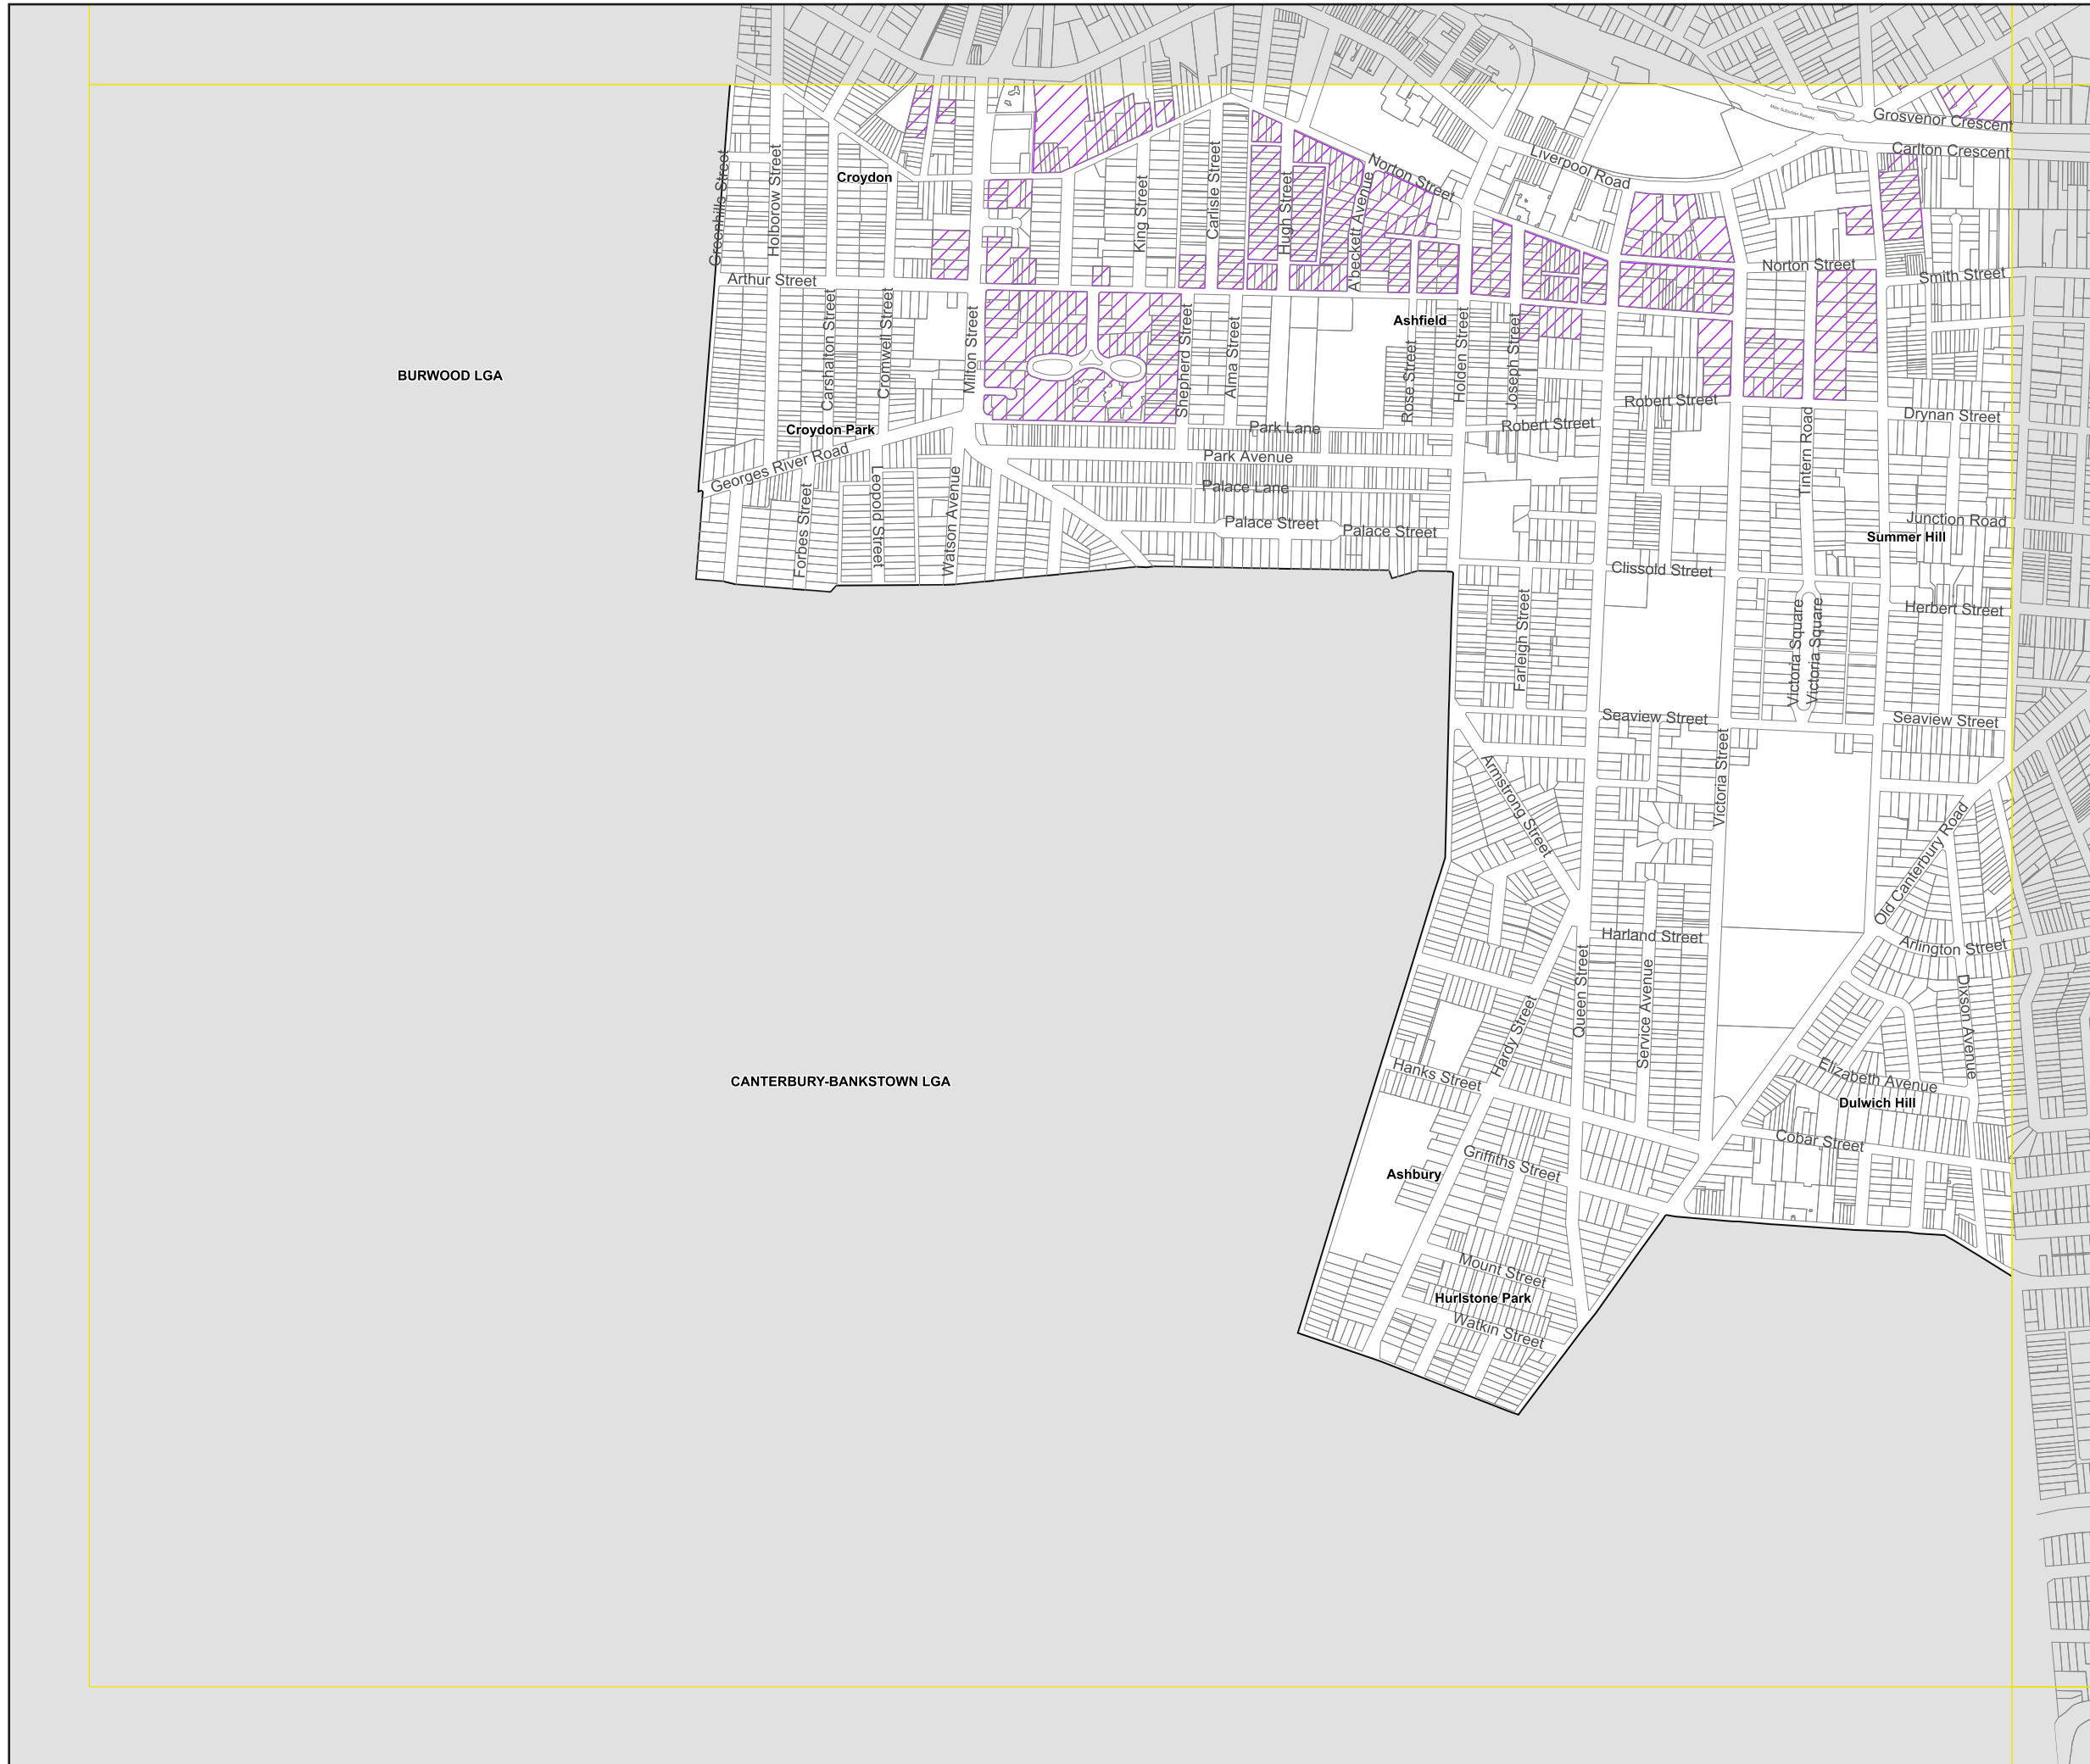 Main Suburban Railway
Grosvenor Crescent
Carlton Crescent
Liverpool Road
Norton Street
Croydon
Greenhills Street
Holborow Street
King Street
Carlisle Street
Hugh Street
A'beckett Avenue
Arthur Street
Norton Street
Smith Street
Ashfield
Carshalton Street
Cromwell Street
Milton Street
Shepherd Street
Alma Street
Rose Street
Holden Street
Joseph Street
BURWOOD LGA
Robert Street
Drynan Street
Croydon Park
Park Lane
Robert Street
Tintern Road
Georges River Road
Park Avenue
Palace Lane
Forbes Street
Leopold Street
Watson Avenue
Palace Street
Palace Street
Junction Road
Summer Hill
Clissold Street
Farleigh Street
Victoria Square
Victoria Square
Herbert Street
Seaview Street
Seaview Street
Victoria Street
Armstrong Street
Old Canterbury Road
Harland Street
Arlington Street
Queen Street
Service Avenue
Dixson Avenue
Hardy Street
Hanks Street
Elizabeth Avenue
CANTERBURY-BANKSTOWN LGA
Dulwich Hill
Cobar Street
Griffiths Street
Ashbury
Mount Street
Hurlstone Park
Watkin Street